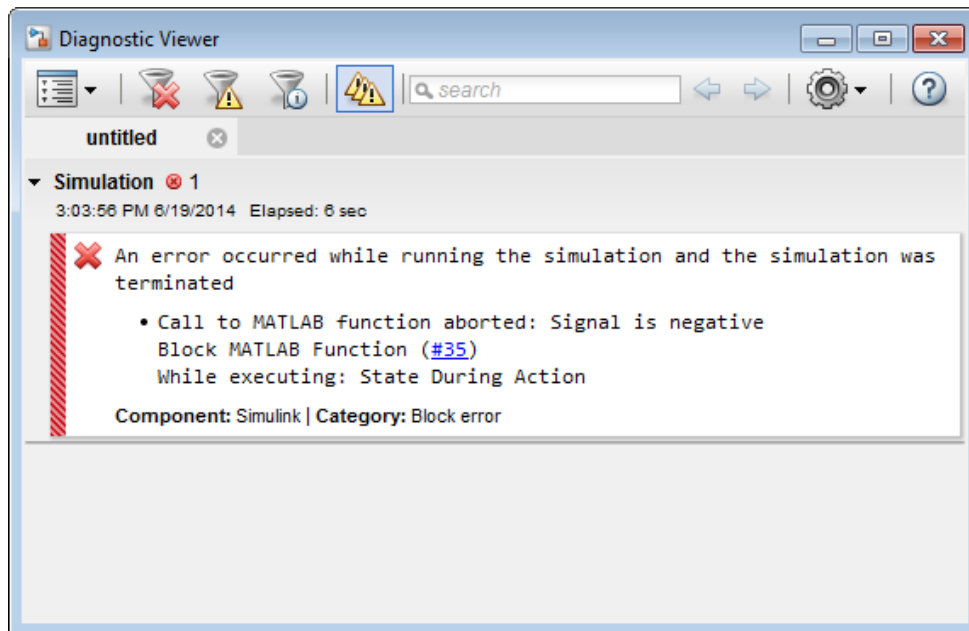 Diagnostic Viewer
search
untitled
Simulation 1
3:03:56 PM 6/19/2014 Elapsed: 6 sec
An error occurred while running the simulation and the simulation was
terminated
• Call to MATLAB function aborted: Signal is negative
Block MATLAB Function (#35)
While executing: State During Action
Component: Simulink | Category: Block error